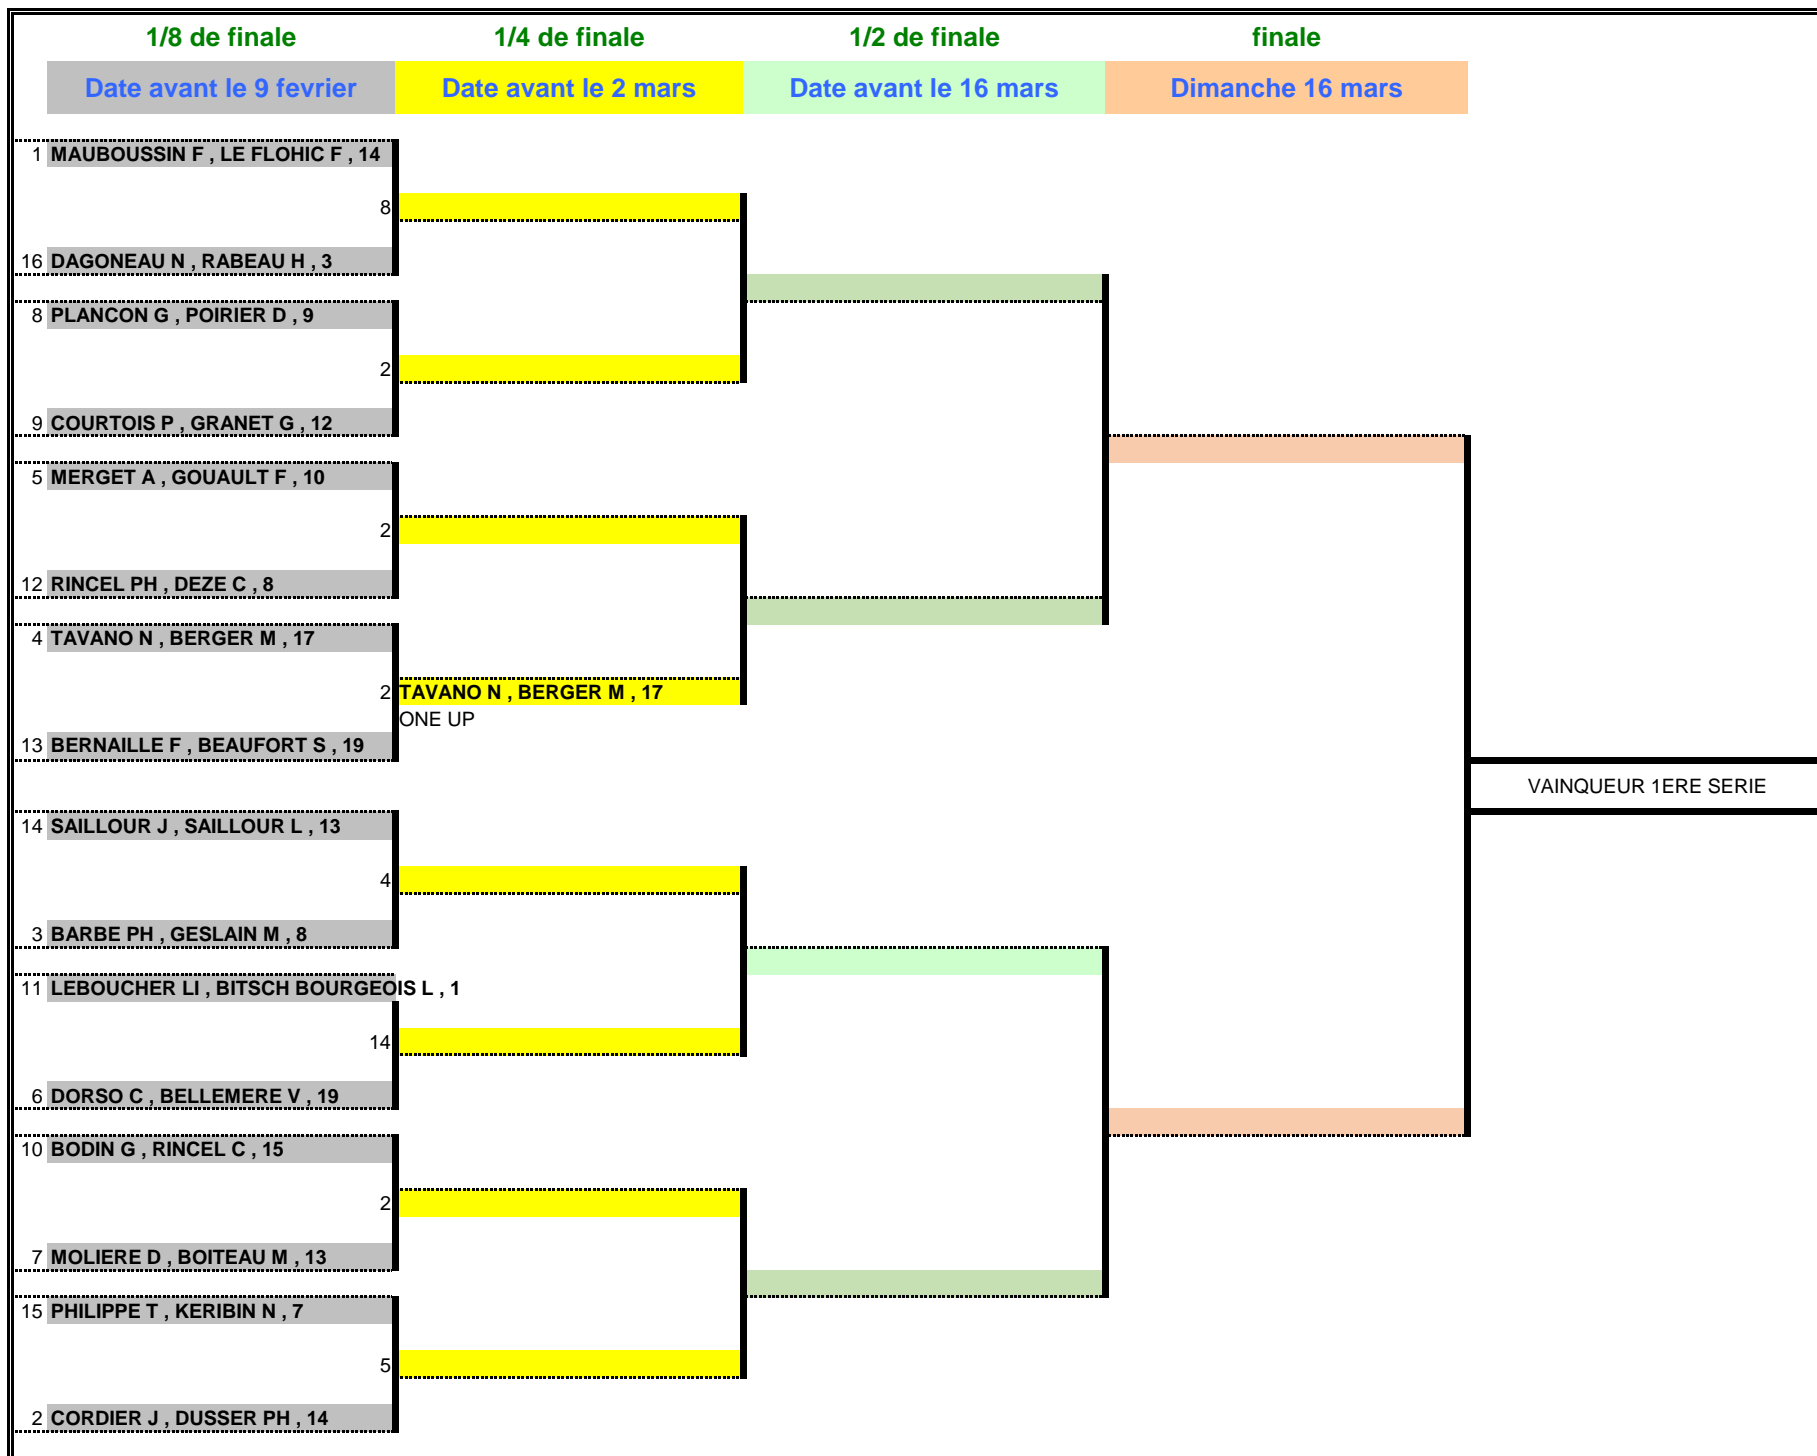 1/8 de finale 1/4 de finale 1/2 de finale finale
Date avant le 9 fevrier Date avant le 2 mars Date avant le 16 mars Dimanche 16 mars
1 MAUBOUSSIN F , LE FLOHIC F , 14
8
16 DAGONEAU N , RABEAU H , 3
8 PLANCON G , POIRIER D , 9
2
9 COURTOIS P , GRANET G , 12
5 MERGET A , GOUAULT F , 10
2
12 RINCEL PH , DEZE C , 8
4 TAVANO N , BERGER M , 17
2 TAVANO N , BERGER M , 17
ONE UP
13 BERNAILLE F , BEAUFORT S , 19
VAINQUEUR 1ERE SERIE
14 SAILLOUR J , SAILLOUR L , 13
4
3 BARBE PH , GESLAIN M , 8
11 LEBOUCHER LI , BITSCH BOURGEOIS L , 1
14
6 DORSO C , BELLEMERE V , 19
10 BODIN G , RINCEL C , 15
2
7 MOLIERE D , BOITEAU M , 13
15 PHILIPPE T , KERIBIN N , 7
5
2 CORDIER J , DUSSER PH , 14